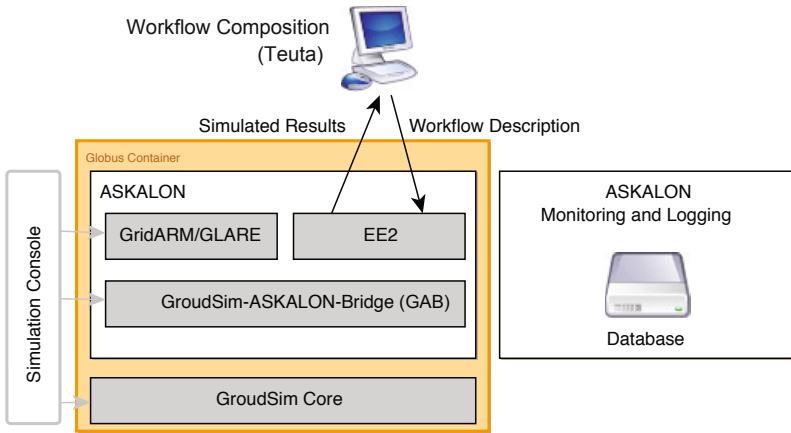 Workflow Composition
(Teuta)
Simulated Results
Workflow Description
Globus Container
ASKALON
GridARM/GLARE
EE2
GroudSim-ASKALON-Bridge (GAB)
GroudSim Core
Simulation Console
ASKALON
Monitoring and Logging
Database